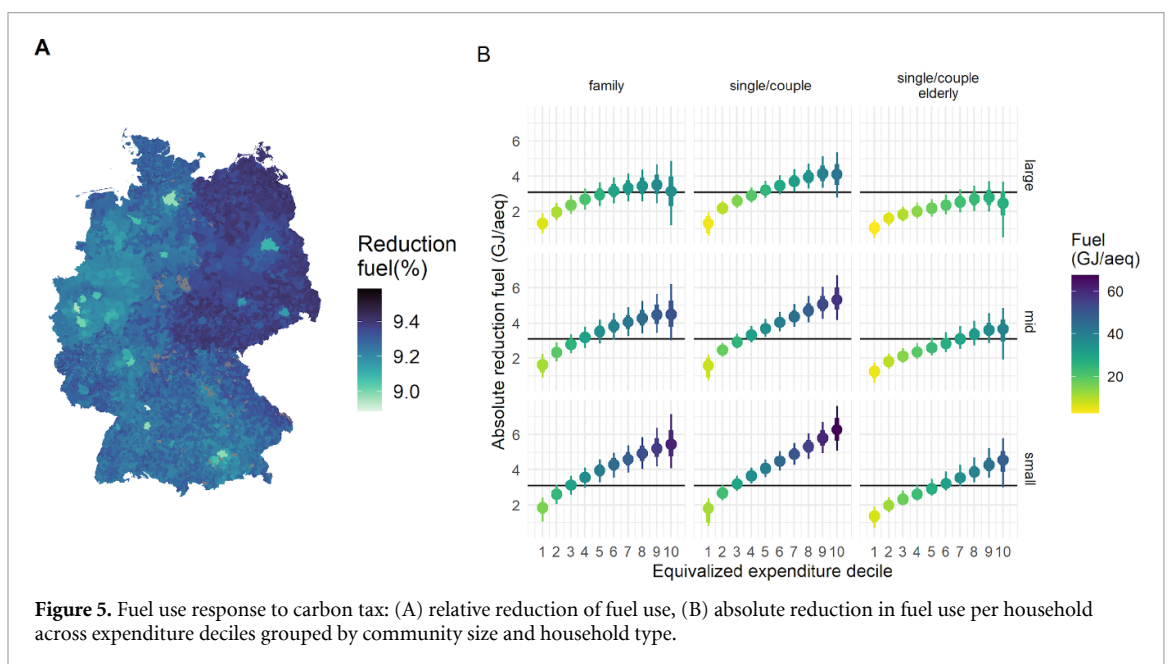 A
Reduction
fuel(%)
9.4
9.2
9.0
B
family
single/couple
single/couple
elderly
Absolute reduction fuel (GJ/aeq)
6
4
2
large
6
4
2
mid
6
4
2
small
1 2 3 4 5 6 7 8 9 10
1 2 3 4 5 6 7 8 9 10
1 2 3 4 5 6 7 8 9 10
Equivalized expenditure decile
Fuel
(GJ/aeq)
60
40
20
Figure 5. Fuel use response to carbon tax: (A) relative reduction of fuel use, (B) absolute reduction in fuel use per household
across expenditure deciles grouped by community size and household type.